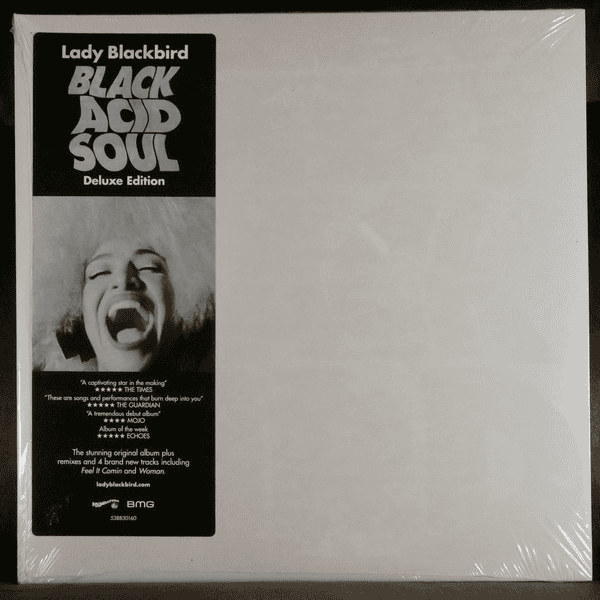 Lady Blackbird
BLACK
ACID
SOUL
Deluxe Edition
"A captivating star in the making"
★★★★★ THE TIMES
"These are songs and performances that burn deep into you"
★★★★★ THE GUARDIAN
"A tremendous debut album"
★★★★ MOJO
Album of the week
★★★★★ ECHOES
The stunning original album plus
remixes and 4 brand new tracks including
Feel It Comin and Woman.
ladyblackbird.com
BMG
538830160